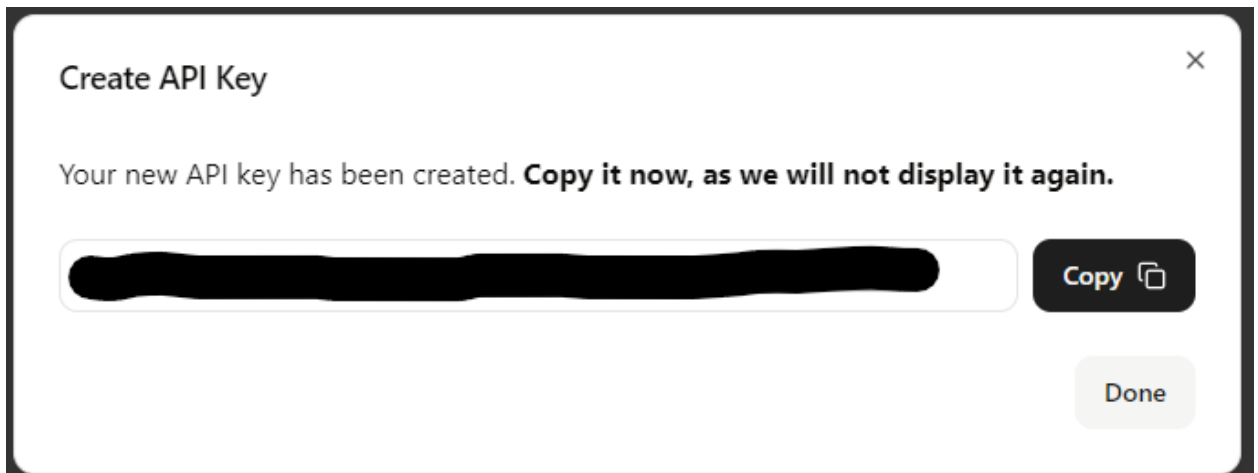 Create API Key
Your new API key has been created. Copy it now, as we will not display it again.
Copy
Done